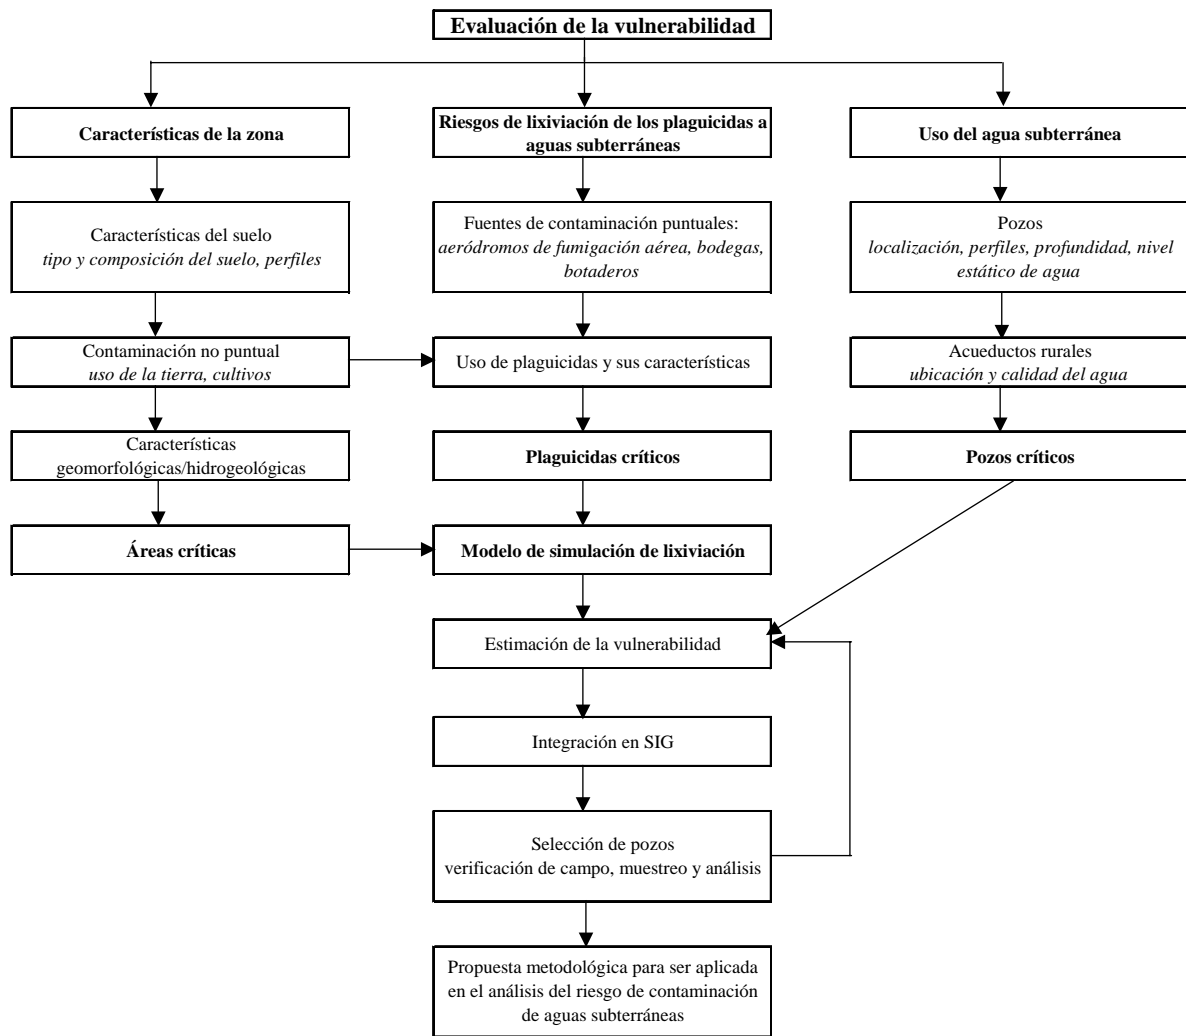 Evaluación de la vulnerabilidad
Características de la zona
Riesgos de lixiviación de los plaguicidas a
aguas subterráneas
Uso del agua subterránea
Características del suelo
tipo y composición del suelo, perfiles
Fuentes de contaminación puntuales:
aeródromos de fumigación aérea, bodegas,
botaderos
Pozos
localización, perfiles, profundidad, nivel
estático de agua
Contaminación no puntual
uso de la tierra, cultivos
Uso de plaguicidas y sus características
Acueductos rurales
ubicación y calidad del agua
Características
geomorfológicas/hidrogeológicas
Plaguicidas críticos
Pozos críticos
Áreas críticas
Modelo de simulación de lixiviación
Estimación de la vulnerabilidad
Integración en SIG
Selección de pozos
verificación de campo, muestreo y análisis
Propuesta metodológica para ser aplicada
en el análisis del riesgo de contaminación
de aguas subterráneas